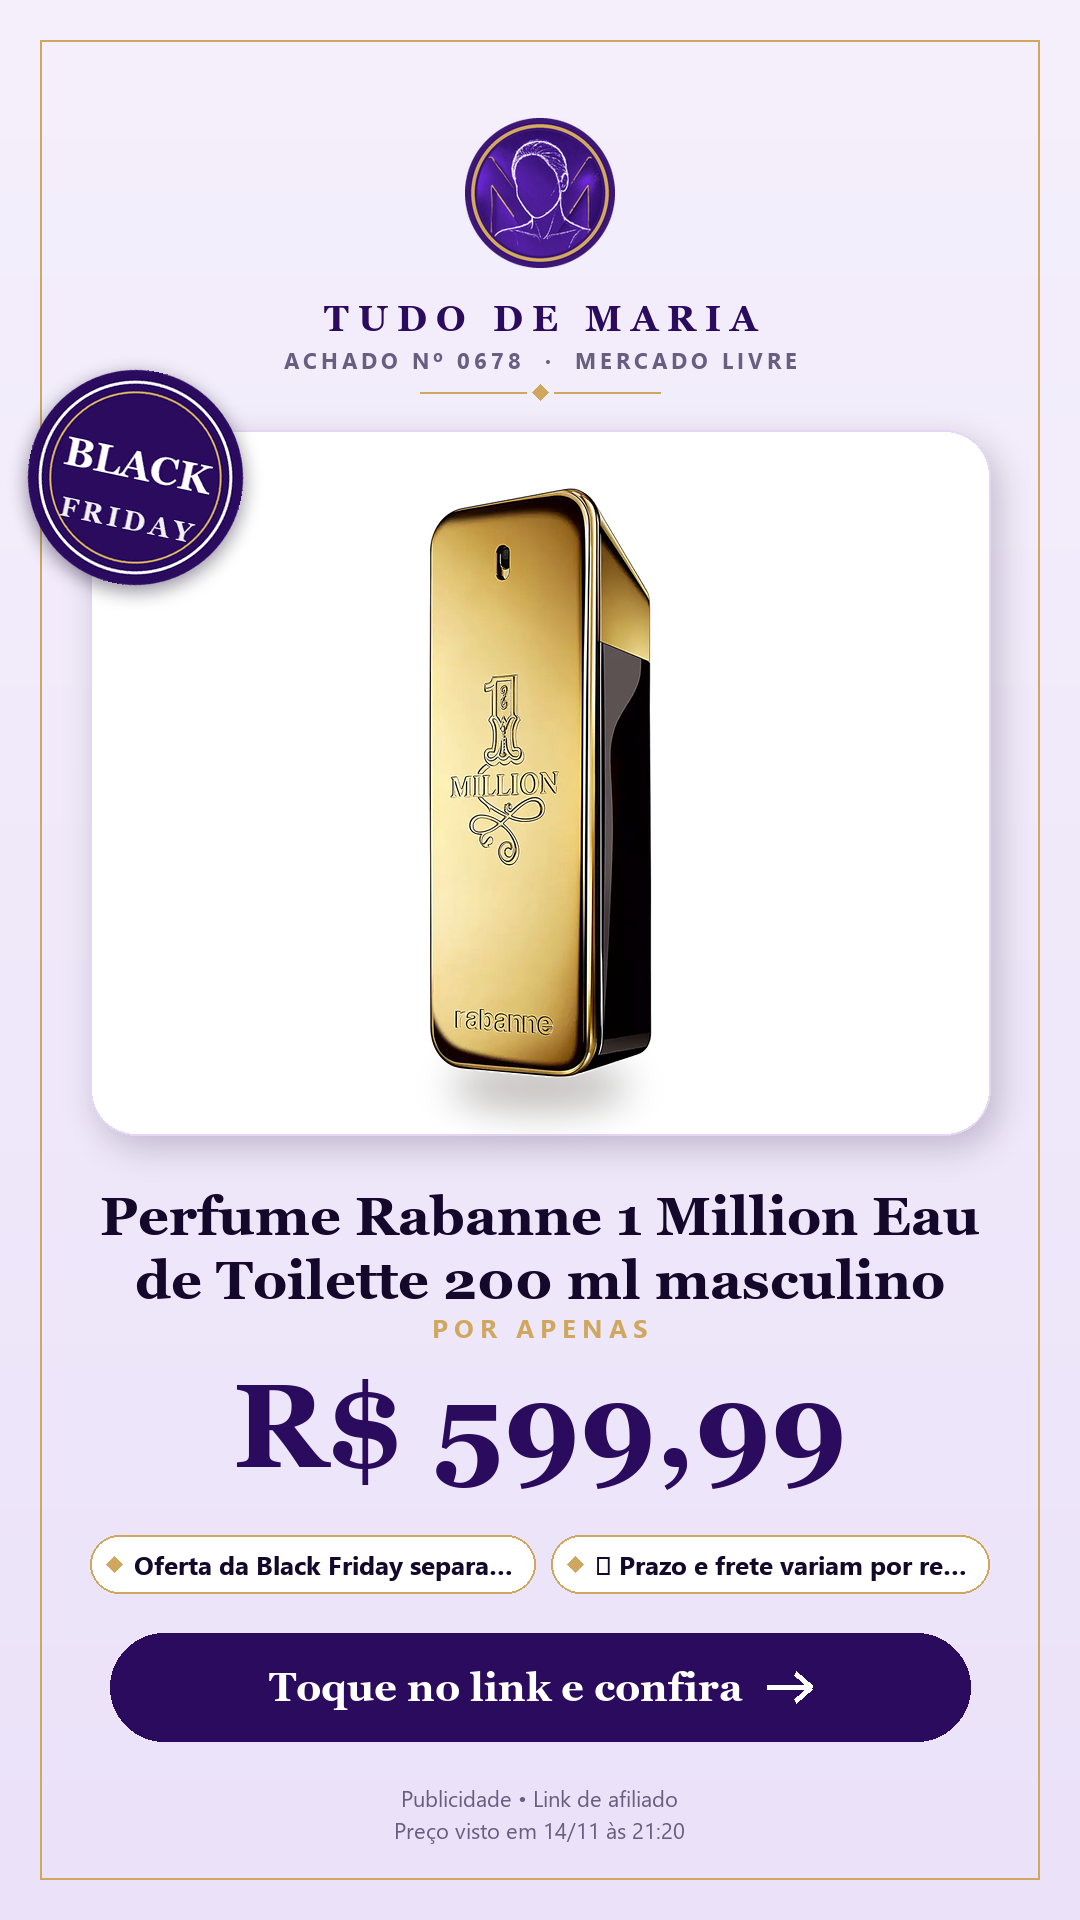 TUDO DE MARIA
ACHADO Nº 0678 · MERCADO LIVRE
BLACK
FRIDAY
1
MILLION
rabanne
Perfume Rabanne 1 Million Eau
de Toilette 200 ml masculino
POR APENAS
R$ 599,99
Oferta da Black Friday separa...
Prazo e frete variam por re...
Toque no link e confira →
Publicidade • Link de afiliado
Preço visto em 14/11 às 21:20